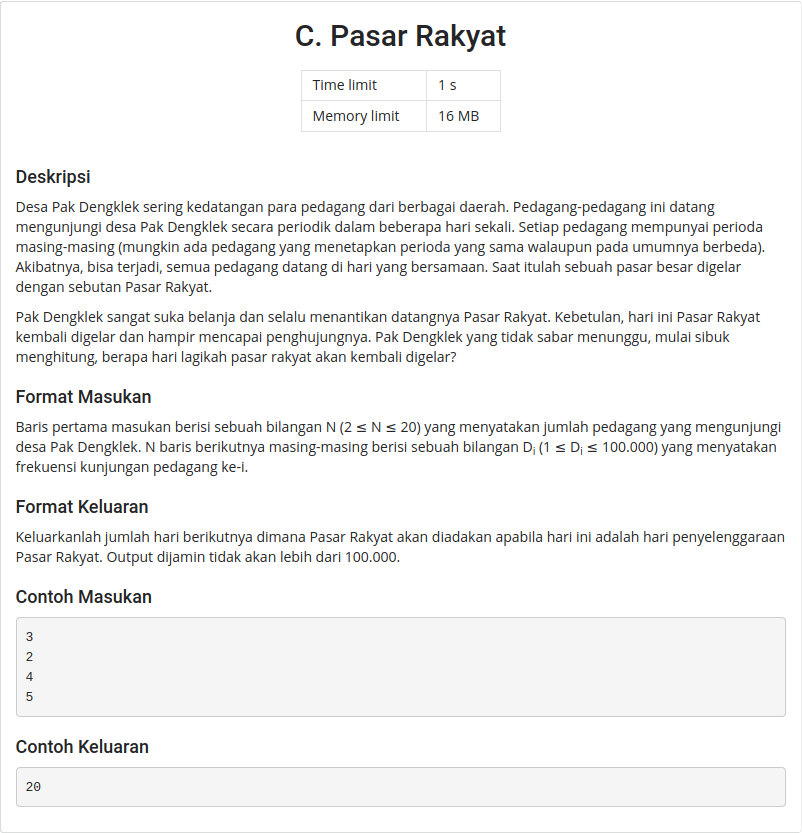 C. Pasar Rakyat
Time limit 1 s
Memory limit 16 MB
Deskripsi
Desa Pak Dengklek sering kedatangan para pedagang dari berbagai daerah. Pedagang-pedagang ini datang
mengunjungi desa Pak Dengklek secara periodik dalam beberapa hari sekali. Setiap pedagang mempunyai perioda
masing-masing (mungkin ada pedagang yang menetapkan perioda yang sama walaupun pada umumnya berbeda).
Akibatnya, bisa terjadi, semua pedagang datang di hari yang bersamaan. Saat itulah sebuah pasar besar digelar
dengan sebutan Pasar Rakyat.
Pak Dengklek sangat suka belanja dan selalu menantikan datangnya Pasar Rakyat. Kebetulan, hari ini Pasar Rakyat
kembali digelar dan hampir mencapai penghujungnya. Pak Dengklek yang tidak sabar menunggu, mulai sibuk
menghitung, berapa hari lagikah pasar rakyat akan kembali digelar?
Format Masukan
Baris pertama masukan berisi sebuah bilangan N (2 ≤ N ≤ 20) yang menyatakan jumlah pedagang yang mengunjungi
desa Pak Dengklek. N baris berikutnya masing-masing berisi sebuah bilangan Di (1 ≤ Di ≤ 100.000) yang menyatakan
frekuensi kunjungan pedagang ke-i.
Format Keluaran
Keluarkanlah jumlah hari berikutnya dimana Pasar Rakyat akan diadakan apabila hari ini adalah hari penyelenggaraan
Pasar Rakyat. Output dijamin tidak akan lebih dari 100.000.
Contoh Masukan
3
2
4
5
Contoh Keluaran
20